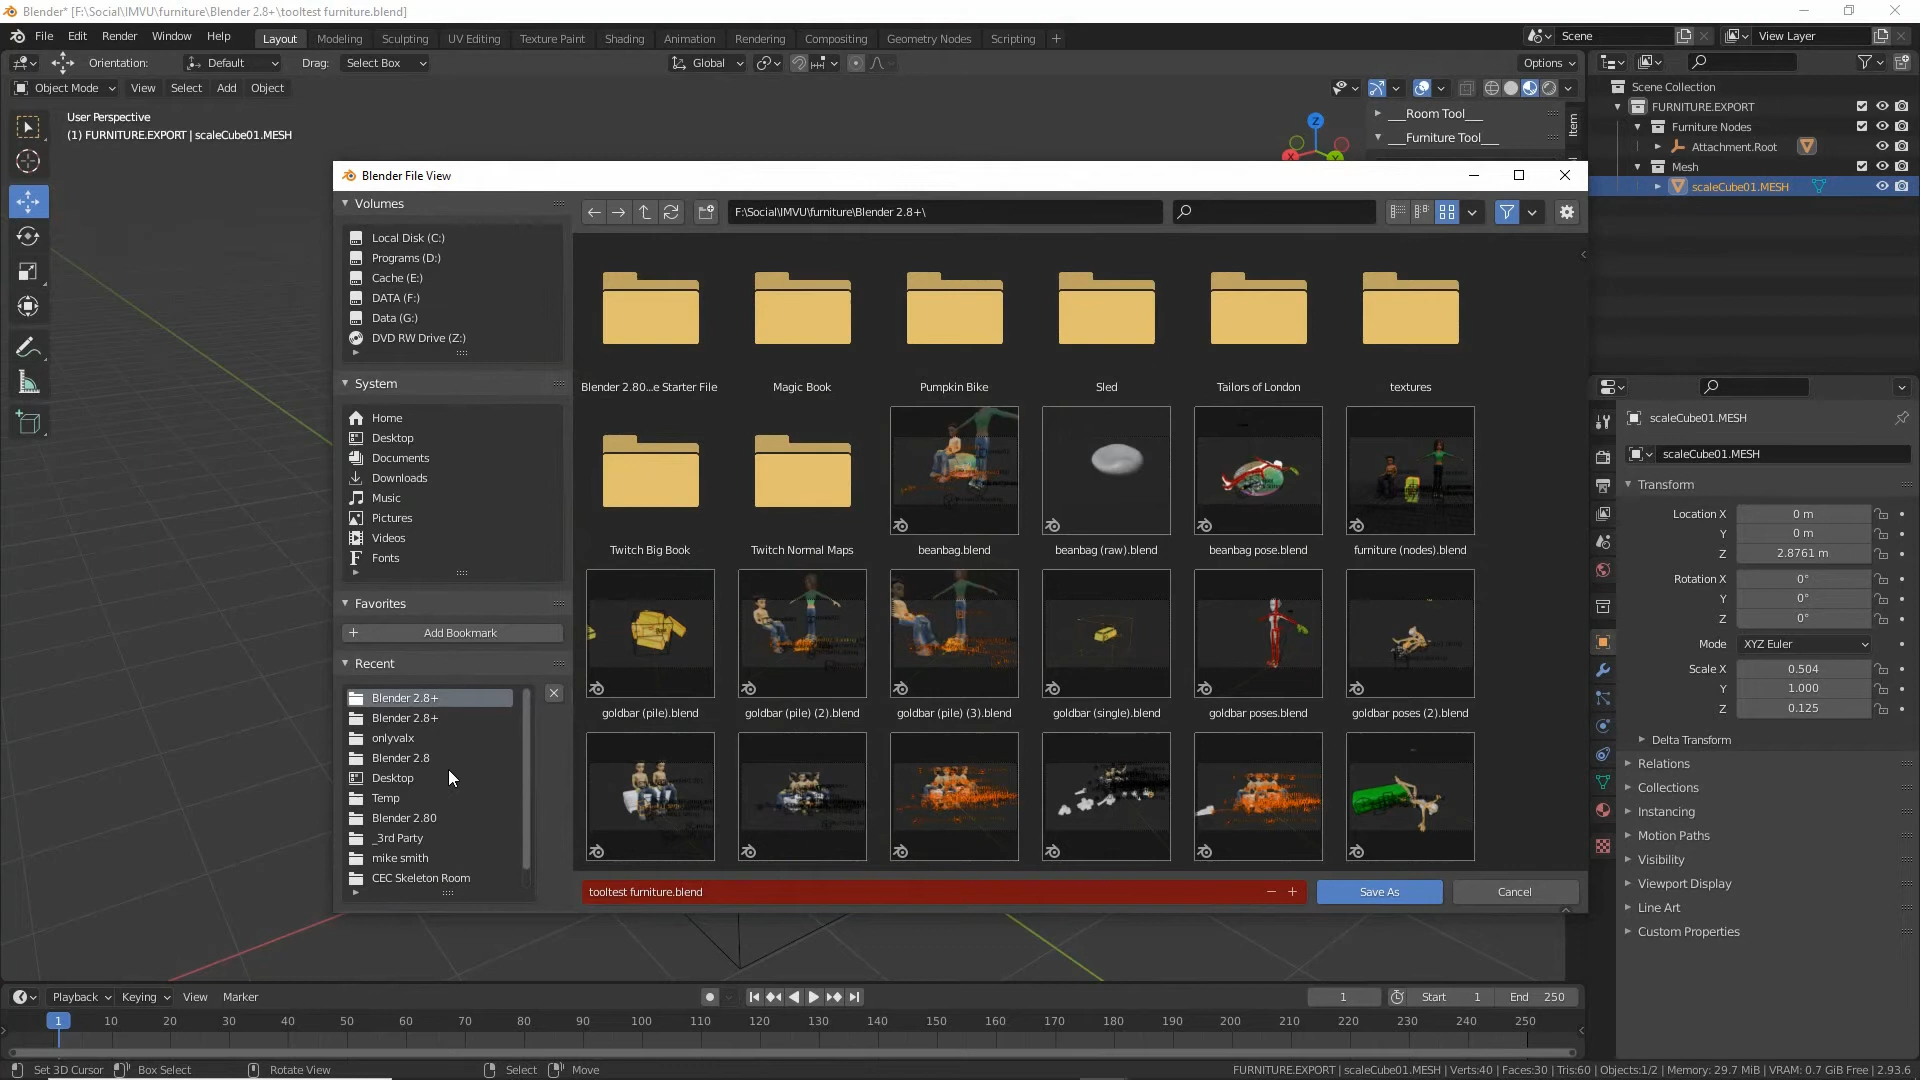 Blender* [F:\Social\IMVU\furniture\Blender 2.8+\tooltest furniture.blend]
File Edit Render Window Help Layout Modeling Sculpting UV Editing Texture Paint Shading Animation Rendering Compositing Geometry Nodes Scripting + Scene View Layer
Orientation: Default Drag: Select Box Global Options
Object Mode View Select Add Object
User Perspective
(1) FURNITURE.EXPORT | scaleCube01.MESH
Z
___Room Tool___
___Furniture Tool___
Item
Scene Collection
FURNITURE.EXPORT
Furniture Nodes
Attachment.Root
Mesh
scaleCube01.MESH
Blender File View
Volumes
Local Disk (C:)
Programs (D:)
Cache (E:)
DATA (F:)
Data (G:)
DVD RW Drive (Z:)
System
Home
Desktop
Documents
Downloads
Music
Pictures
Videos
Fonts
Favorites
Add Bookmark
Recent
Blender 2.8+
Blender 2.8+
onlyvalx
Blender 2.8
Desktop
Temp
Blender 2.80
_3rd Party
mike smith
CEC Skeleton Room
F:\Social\IMVU\furniture\Blender 2.8+\
Blender 2.80...e Starter File Magic Book Pumpkin Bike Sled Tailors of London textures
Twitch Big Book Twitch Normal Maps beanbag.blend beanbag (raw).blend beanbag pose.blend furniture (nodes).blend
goldbar (pile).blend goldbar (pile) (2).blend goldbar (pile) (3).blend goldbar (single).blend goldbar poses.blend goldbar poses (2).blend
tooltest furniture.blend Save As Cancel
scaleCube01.MESH
scaleCube01.MESH
Transform
Location X 0 m
Y 0 m
Z 2.8761 m
Rotation X 0°
Y 0°
Z 0°
Mode XYZ Euler
Scale X 0.504
Y 1.000
Z 0.125
Delta Transform
Relations
Collections
Instancing
Motion Paths
Visibility
Viewport Display
Line Art
Custom Properties
Playback Keying View Marker 1 Start 1 End 250
1 10 20 30 40 50 60 70 80 90 100 110 120 130 140 150 160 170 180 190 200 210 220 230 240 250
Set 3D Cursor Box Select Rotate View Select Move FURNITURE.EXPORT | scaleCube01.MESH | Verts:40 | Faces:30 | Tris:60 | Objects:1/2 | Memory: 29.7 MiB | VRAM: 0.7 GiB Free | 2.93.6